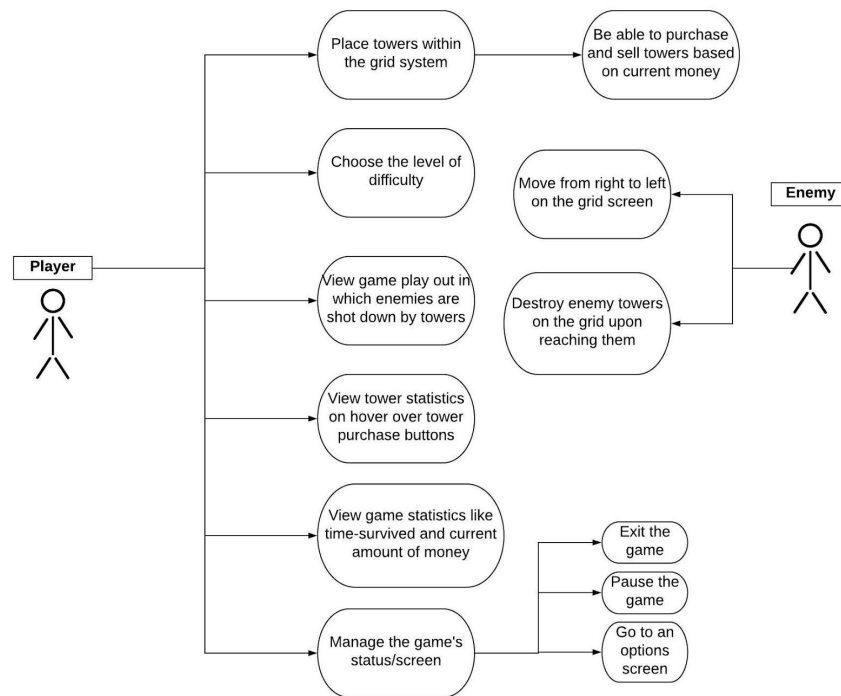 Place towers within
the grid system
Be able to purchase
and sell towers based
on current money
Choose the level of
difficulty
Move from right to left
on the grid screen
Enemy
Player
View game play out in
which enemies are
shot down by towers
Destroy enemy towers
on the grid upon
reaching them
View tower statistics
on hover over tower
purchase buttons
View game statistics like
time-survived and current
amount of money
Exit the
game
Pause the
game
Manage the game's
status/screen
Go to an
options
screen